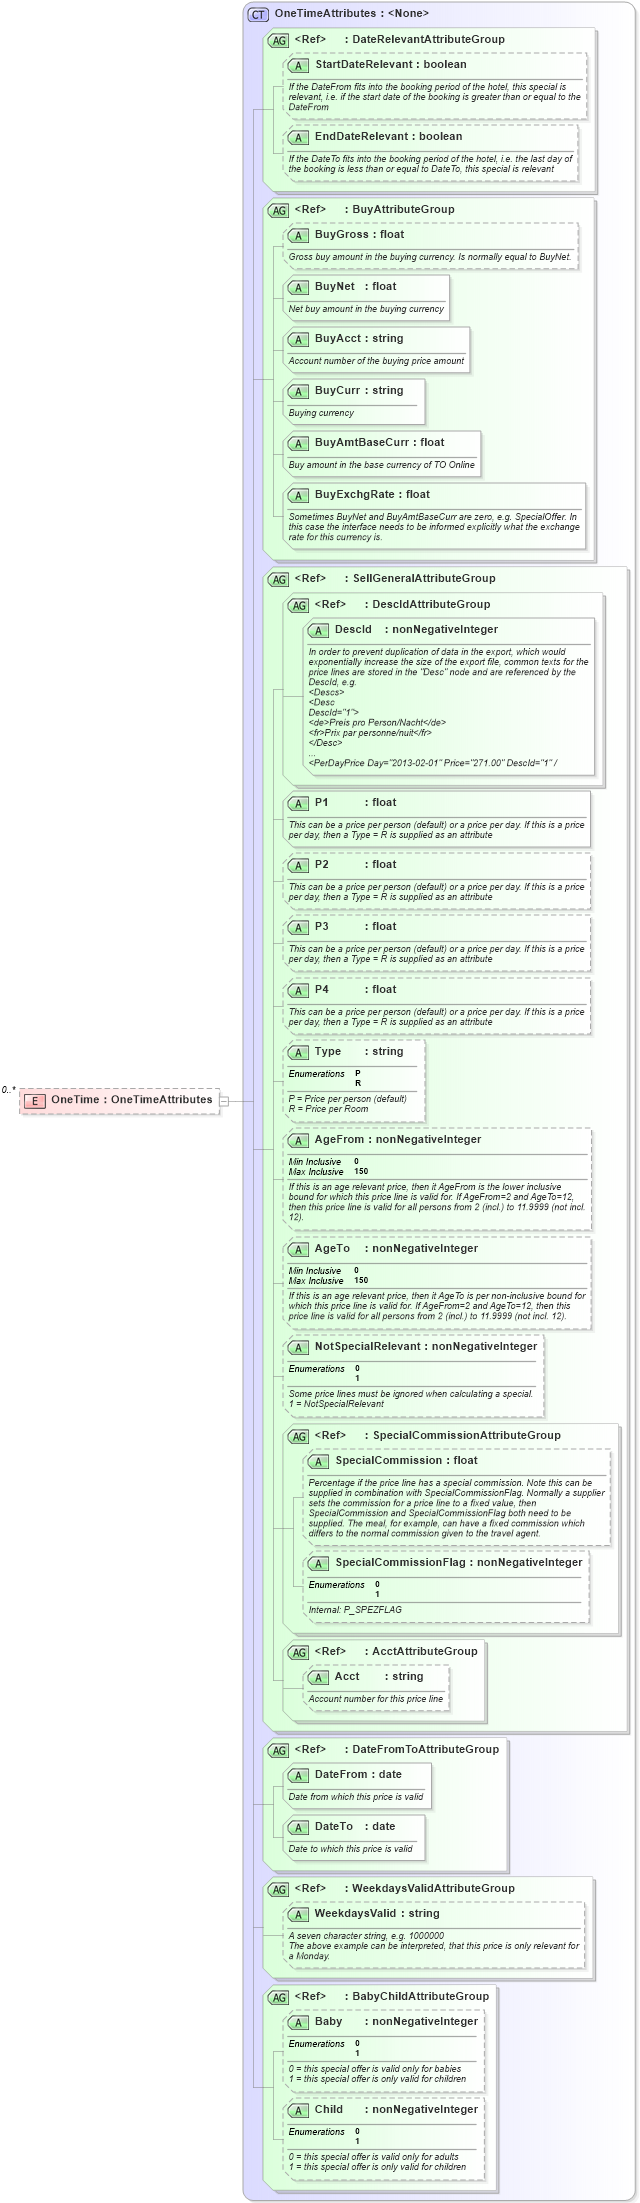 CT OneTimeAttributes : <None>
AG <Ref> : DateRelevantAttributeGroup
A StartDateRelevant : boolean
If the DateFrom fits into the booking period of the hotel, this special is
relevant, i.e. if the start date of the booking is greater than or equal to the
DateFrom
A EndDateRelevant : boolean
If the DateTo fits into the booking period of the hotel, i.e. the last day of
the booking is less than or equal to DateTo, this special is relevant
AG <Ref> : BuyAttributeGroup
A BuyGross : float
Gross buy amount in the buying currency. Is normally equal to BuyNet.
A BuyNet : float
Net buy amount in the buying currency
A BuyAcct : string
Account number of the buying price amount
A BuyCurr : string
Buying currency
A BuyAmtBaseCurr : float
Buy amount in the base currency of TO Online
A BuyExchgRate : float
Sometimes BuyNet and BuyAmtBaseCurr are zero, e.g. SpecialOffer. In
this case the interface needs to be informed explicitly what the exchange
rate for this currency is.
AG <Ref> : SellGeneralAttributeGroup
AG <Ref> : DescIdAttributeGroup
A DescId : nonNegativeInteger
In order to prevent duplication of data in the export, which would
exponentially increase the size of the export file, common texts for the
price lines are stored in the "Desc" node and are referenced by the
DescId, e.g.
<Descs>
<Desc
DescId="1">
<de>Preis pro Person/Nacht</de>
<fr>Prix par personne/nuit</fr>
</Desc>
...
<PerDayPrice Day="2013-02-01" Price="271.00" DescId="1" /
A P1 : float
This can be a price per person (default) or a price per day. If this is a price
per day, then a Type = R is supplied as an attribute
A P2 : float
This can be a price per person (default) or a price per day. If this is a price
per day, then a Type = R is supplied as an attribute
A P3 : float
This can be a price per person (default) or a price per day. If this is a price
per day, then a Type = R is supplied as an attribute
A P4 : float
This can be a price per person (default) or a price per day. If this is a price
per day, then a Type = R is supplied as an attribute
A Type : string
Enumerations P
R
P = Price per person (default)
R = Price per Room
0..*
E OneTime : OneTimeAttributes
A AgeFrom : nonNegativeInteger
Min Inclusive 0
Max Inclusive 150
If this is an age relevant price, then it AgeFrom is the lower inclusive
bound for which this price line is valid for. If AgeFrom=2 and AgeTo=12,
then this price line is valid for all persons from 2 (incl.) to 11.9999 (not incl.
12).
A AgeTo : nonNegativeInteger
Min Inclusive 0
Max Inclusive 150
If this is an age relevant price, then it AgeTo is per non-inclusive bound for
which this price line is valid for. If AgeFrom=2 and AgeTo=12, then this
price line is valid for all persons from 2 (incl.) to 11.9999 (not incl. 12).
A NotSpecialRelevant : nonNegativeInteger
Enumerations 0
1
Some price lines must be ignored when calculating a special.
1 = NotSpecialRelevant
AG <Ref> : SpecialCommissionAttributeGroup
A SpecialCommission : float
Percentage if the price line has a special commission. Note this can be
supplied in combination with SpecialCommissionFlag. Normally a supplier
sets the commission for a price line to a fixed value, then
SpecialCommission and SpecialCommissionFlag both need to be
supplied. The meal, for example, can have a fixed commission which
differs to the normal commission given to the travel agent.
A SpecialCommissionFlag : nonNegativeInteger
Enumerations 0
1
Internal: P_SPEZFLAG
AG <Ref> : AcctAttributeGroup
A Acct : string
Account number for this price line
AG <Ref> : DateFromToAttributeGroup
A DateFrom : date
Date from which this price is valid
A DateTo : date
Date to which this price is valid
AG <Ref> : WeekdaysValidAttributeGroup
A WeekdaysValid : string
A seven character string, e.g. 1000000
The above example can be interpreted, that this price is only relevant for
a Monday.
AG <Ref> : BabyChildAttributeGroup
A Baby : nonNegativeInteger
Enumerations 0
1
0 = this special offer is valid only for babies
1 = this special offer is only valid for children
A Child : nonNegativeInteger
Enumerations 0
1
0 = this special offer is valid only for adults
1 = this special offer is only valid for children